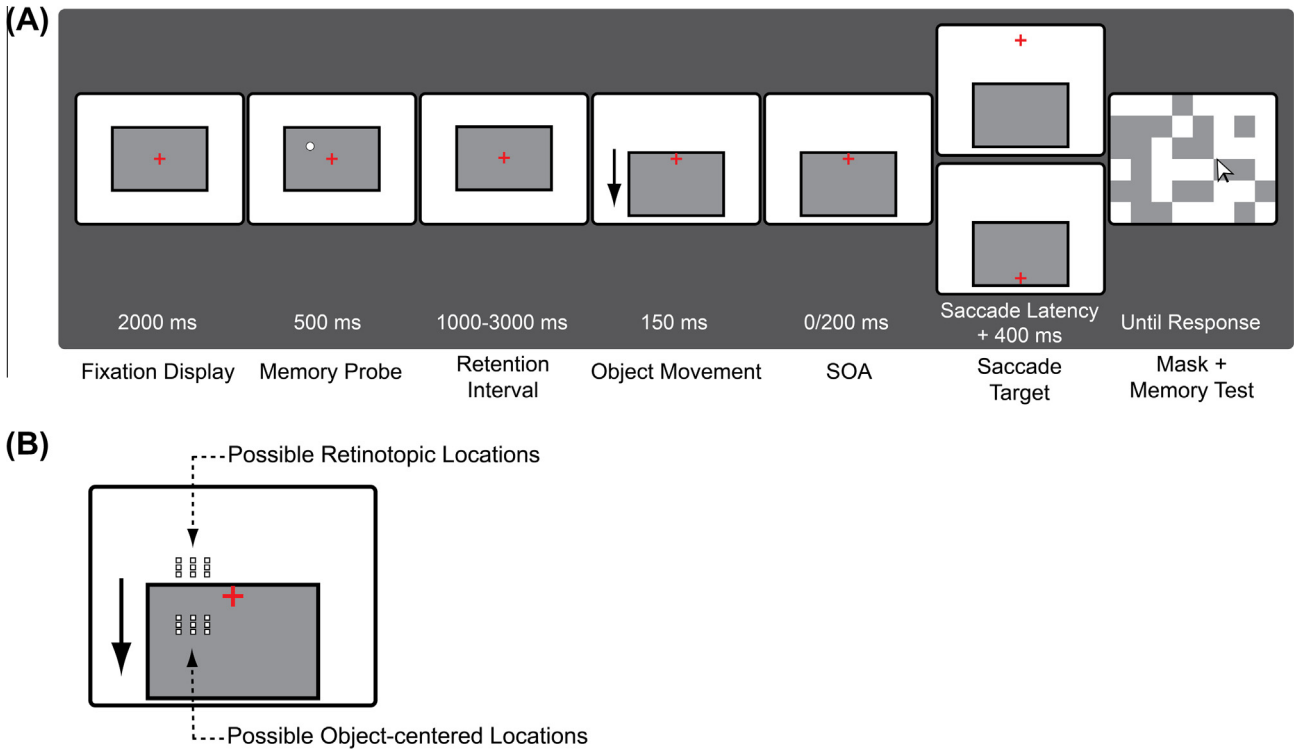 (A)
2000 ms
500 ms
1000-3000 ms
150 ms
0/200 ms
Saccade Latency
+ 400 ms
Until Response
Fixation Display
Memory Probe
Retention
Interval
Object Movement
SOA
Saccade
Target
Mask +
Memory Test
(B)
Possible Retinotopic Locations
Possible Object-centered Locations